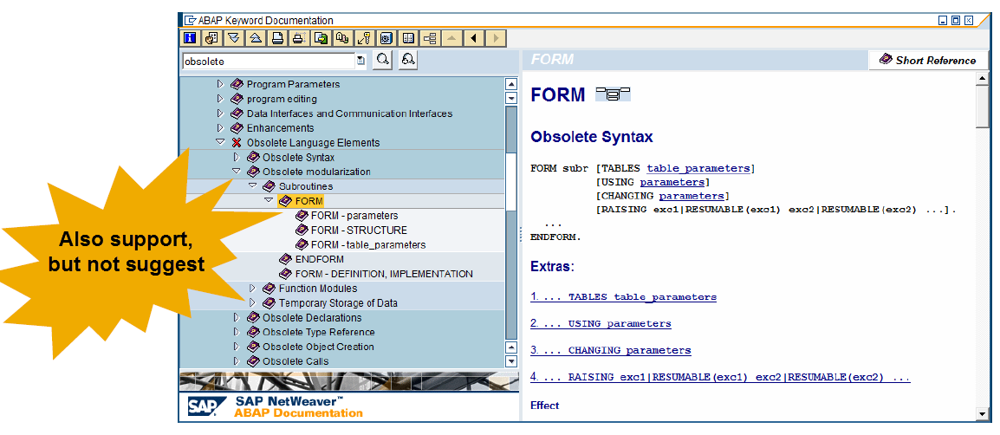 ABAP Keyword Documentation
obsolete
Program Parameters
program editing
Data Interfaces and Communication Interfaces
Enhancements
Obsolete Language Elements
Obsolete Syntax
Obsolete modularization
Subroutines
FORM
FORM - parameters
FORM - STRUCTURE
FORM - table_parameters
ENDFORM
FORM - DEFINITION, IMPLEMENTATION
Function Modules
Temporary Storage of Data
Obsolete Declarations
Obsolete Type Reference
Obsolete Object Creation
Obsolete Calls
Also support,
but not suggest
SAP
SAP NetWeaver™
ABAP Documentation
FORM
Short Reference
FORM
Obsolete Syntax
FORM subr [TABLES table_parameters]
[USING parameters]
[CHANGING parameters]
[RAISING exc1|RESUMABLE(exc1) exc2|RESUMABLE(exc2) ...].
...
ENDFORM.
Extras:
1. ... TABLES table_parameters
2. ... USING parameters
3. ... CHANGING parameters
4. ... RAISING exc1|RESUMABLE(exc1) exc2|RESUMABLE(exc2) ...
Effect